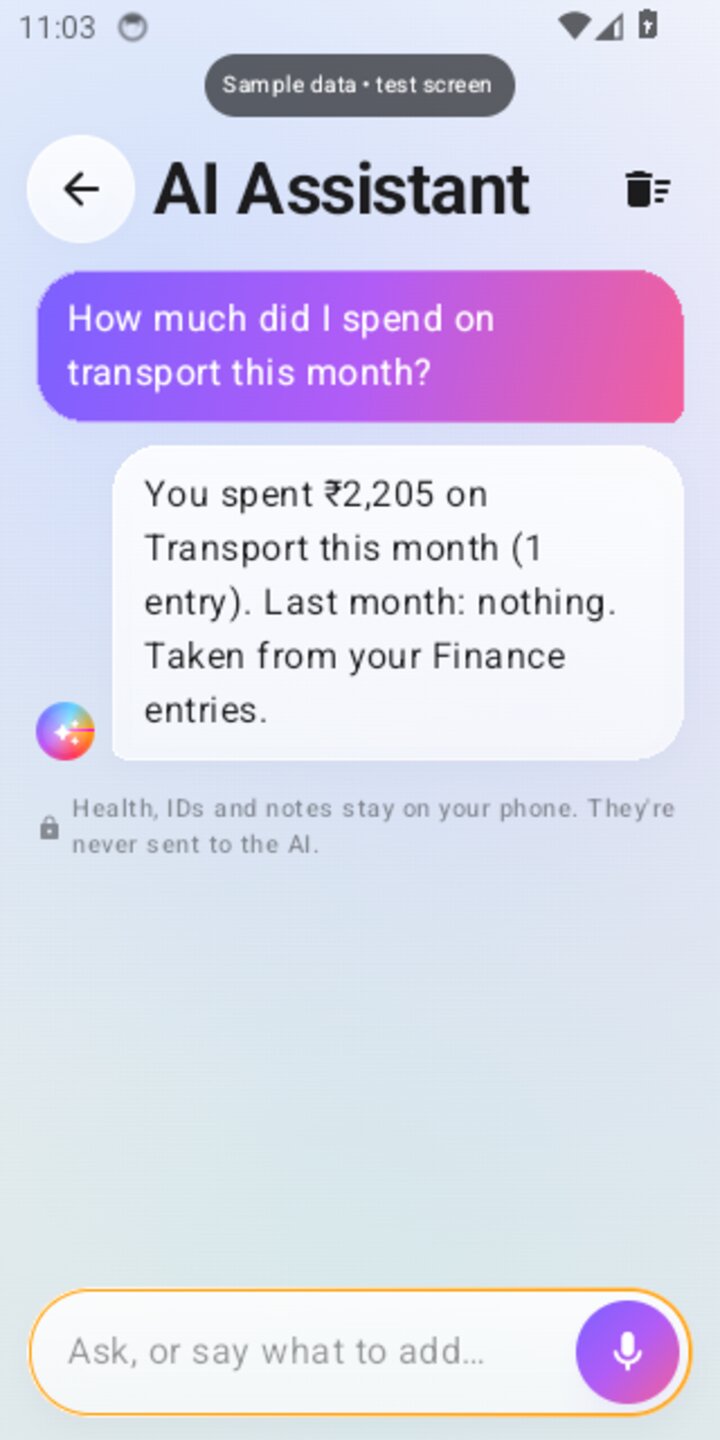 11:03
Sample data • test screen
AI Assistant
How much did I spend on
transport this month?
You spent ₹2,205 on
Transport this month (1
entry). Last month: nothing.
Taken from your Finance
entries.
Health, IDs and notes stay on your phone. They're
never sent to the AI.
Ask, or say what to add...